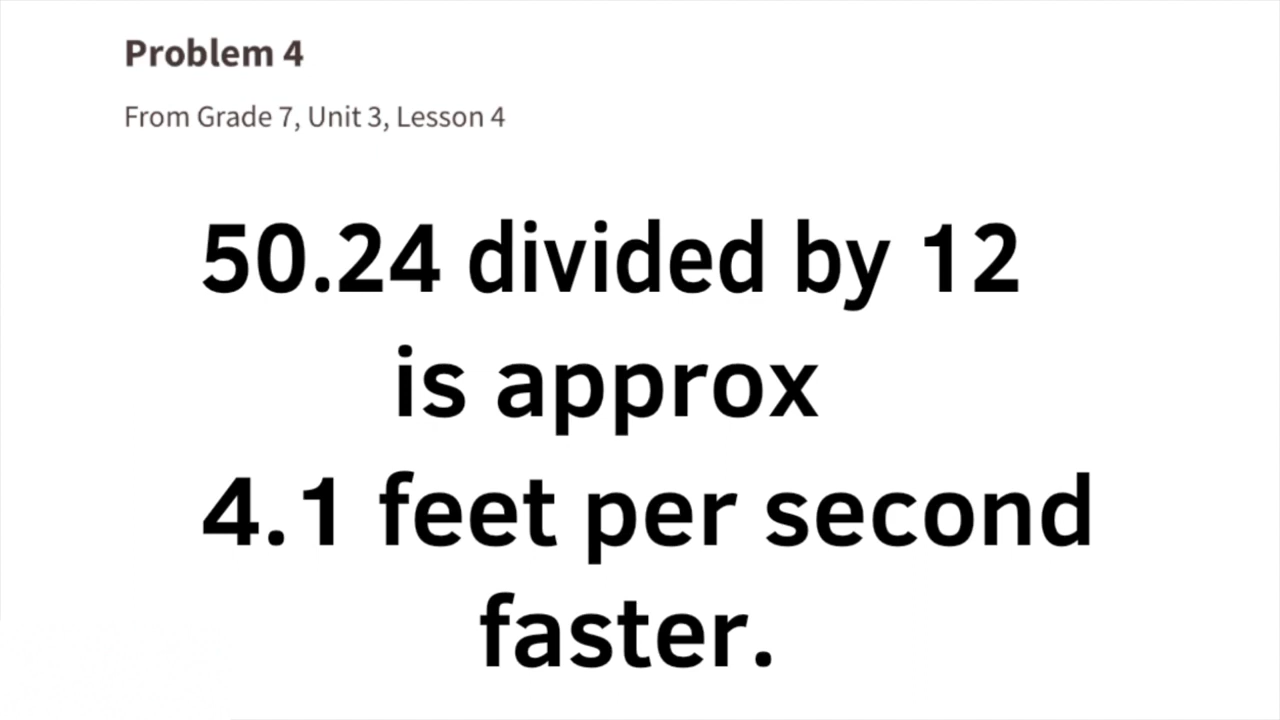 Problem 4
From Grade 7, Unit 3, Lesson 4
50.24 divided by 12
is approx
4.1 feet per second
faster.